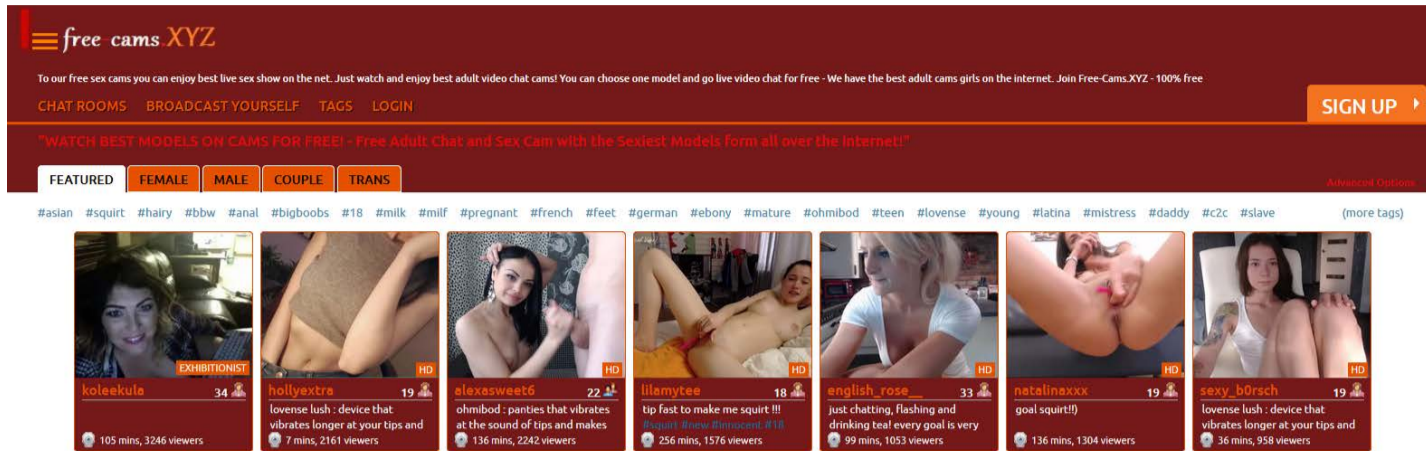 free cams.XYZ
To our free sex cams you can enjoy best live sex show on the net. Just watch and enjoy best adult video chat cams! You can choose one model and go live video chat for free - We have the best adult cams girls on the internet. Join Free-Cams.XYZ - 100% free
CHAT ROOMS BROADCAST YOURSELF TAGS LOGIN
SIGN UP
"WATCH BEST MODELS ON CAMS FOR FREE! - Free Adult Chat and Sex Cam with the Sexiest Models form all over the internet!"
FEATURED FEMALE MALE COUPLE TRANS
Advanced Options
#asian #squirt #hairy #bbw #anal #bigboobs #18 #milk #milf #pregnant #french #feet #german #ebony #mature #ohmibod #teen #lovense #young #latina #mistress #daddy #c2c #slave (more tags)
EXHIBITIONIST HD HD HD HD HD HD
koleekula 34 hollyextra 19 alexasweet6 22 lilamytee 18 english_rose__ 33 natalinaxxx 19 sexy_b0rsch 19
lovense lush : device that ohmibod : panties that vibrates tip fast to make me squirt !!! just chatting, flashing and goal squirt!!) lovense lush : device that
vibrates longer at your tips and at the sound of tips and makes #squirt #new #innocent #18 drinking tea! every goal is very vibrates longer at your tips and
105 mins, 3246 viewers 7 mins, 2161 viewers 136 mins, 2242 viewers 256 mins, 1576 viewers 99 mins, 1053 viewers 136 mins, 1304 viewers 36 mins, 958 viewers